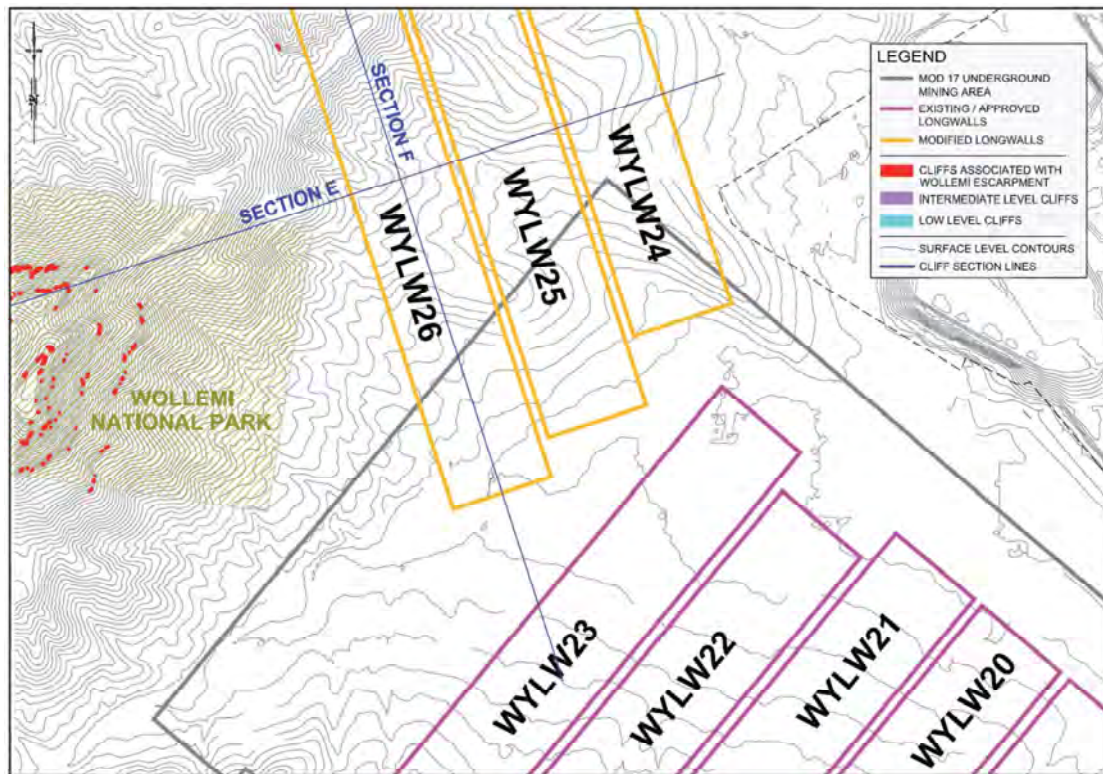 LEGEND
MOD 17 UNDERGROUND
MINING AREA
EXISTING / APPROVED
LONGWALLS
MODIFIED LONGWALLS
CLIFFS ASSOCIATED WITH
WOLLEMI ESCARPMENT
INTERMEDIATE LEVEL CLIFFS
LOW LEVEL CLIFFS
SURFACE LEVEL CONTOURS
CLIFF SECTION LINES
SECTION F
SECTION E
WYLW24
WYLW25
WYLW26
WOLLEMI
NATIONAL PARK
WYLW23
WYLW22
WYLW21
WYLW20